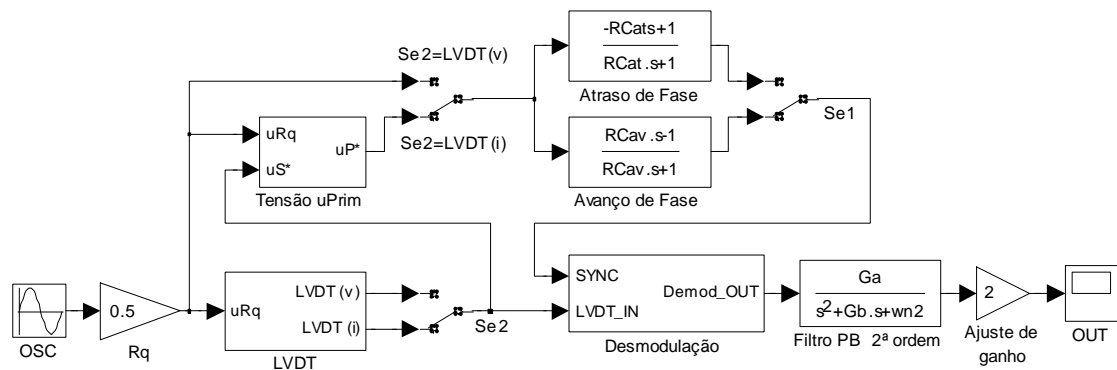 Se2=LVDT(v)
-RCats+1
RCat.s+1
Atraso de Fase
Se1
uRq
uS*
uP*
Tensão uPrim
Se2=LVDT(i)
RCav.s-1
RCav.s+1
Avanço de Fase
OSC
0.5
Rq
uRq
LVDT(v)
LVDT(i)
LVDT
Se2
SYNC
LVDT_IN
Demod_OUT
Desmodulação
Ga
s²+Gb.s+wn2
Filtro PB 2ª ordem
2
Ajuste de
ganho
OUT